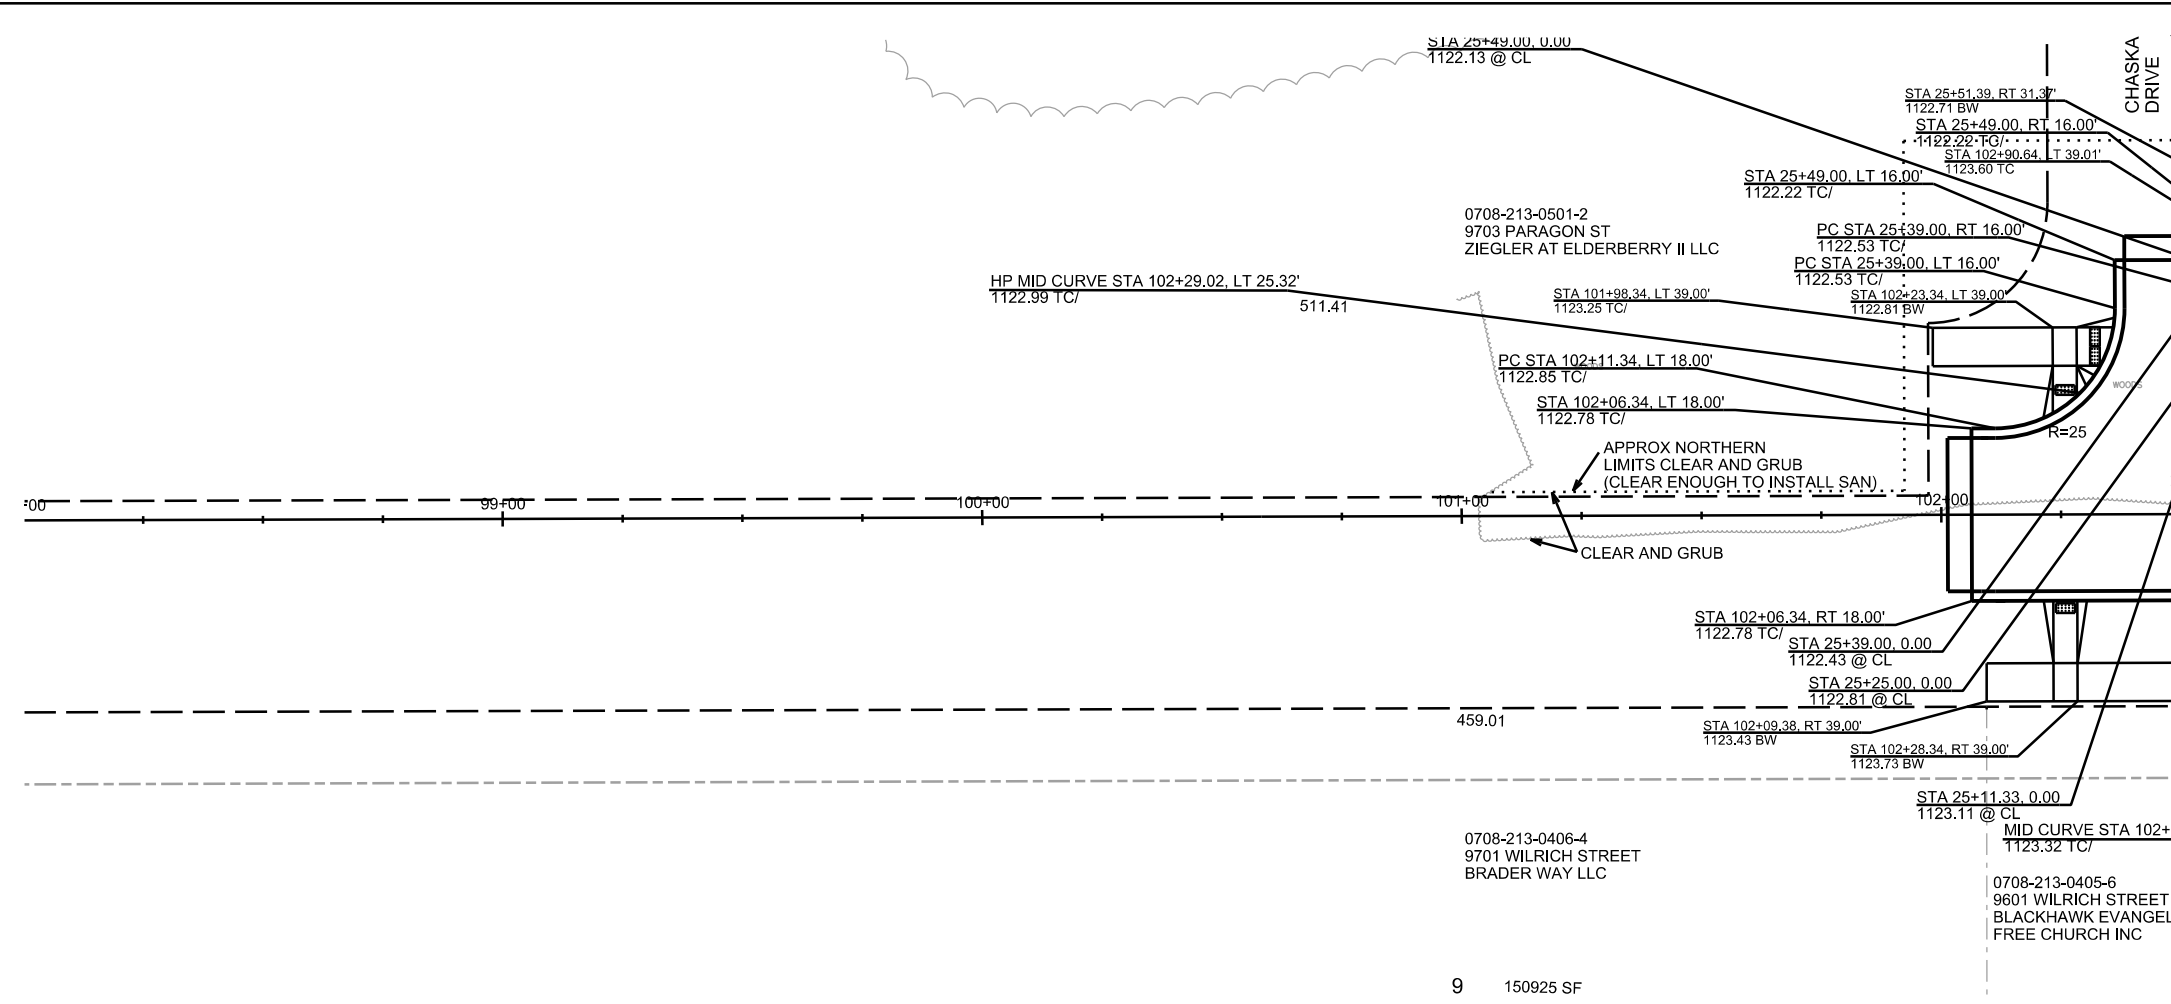 STA 25+49.00, 0.00
1122.13 @ CL
CHASKA
DRIVE
STA 25+51.39, RT 31.37'
1122.71 BW
STA 25+49.00, RT 16.00'
1122.22 TC/
STA 102+90.64, LT 39.01'
1123.60 TC
STA 25+49.00, LT 16.00'
1122.22 TC/
0708-213-0501-2
9703 PARAGON ST
ZIEGLER AT ELDERBERRY II LLC
PC STA 25+39.00, RT 16.00'
1122.53 TC/
PC STA 25+39.00, LT 16.00'
1122.53 TC/
HP MID CURVE STA 102+29.02, LT 25.32'
1122.99 TC/
511.41
STA 101+98.34, LT 39.00'
1123.25 TC/
STA 102+23.34, LT 39.00'
1122.81 BW
PC STA 102+11.34, LT 18.00'
1122.85 TC/
WOODS
STA 102+06.34, LT 18.00'
1122.78 TC/
R=25
APPROX NORTHERN
LIMITS CLEAR AND GRUB
(CLEAR ENOUGH TO INSTALL SAN)
+00
99+00
100+00
101+00
102+00
CLEAR AND GRUB
STA 102+06.34, RT 18.00'
1122.78 TC/
STA 25+39.00, 0.00
1122.43 @ CL
STA 25+25.00, 0.00
1122.81 @ CL
459.01
STA 102+09.38, RT 39.00'
1123.43 BW
STA 102+28.34, RT 39.00'
1123.73 BW
STA 25+11.33, 0.00
1123.11 @ CL
MID CURVE STA 102+
1123.32 TC/
0708-213-0406-4
9701 WILRICH STREET
BRADER WAY LLC
0708-213-0405-6
9601 WILRICH STREET
BLACKHAWK EVANGEL
FREE CHURCH INC
9
150925 SF